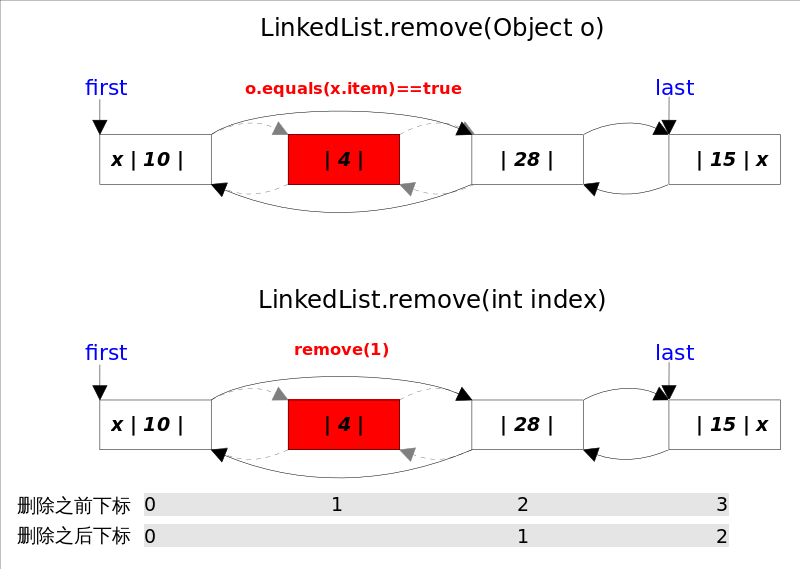 LinkedList.remove(Object o)
first
o.equals(x.item)==true
last
x | 10 |
| 4 |
| 28 |
| 15 | x
LinkedList.remove(int index)
first
remove(1)
last
x | 10 |
| 4 |
| 28 |
| 15 | x
删除之前下标 0 1 2 3
删除之后下标 0 1 2